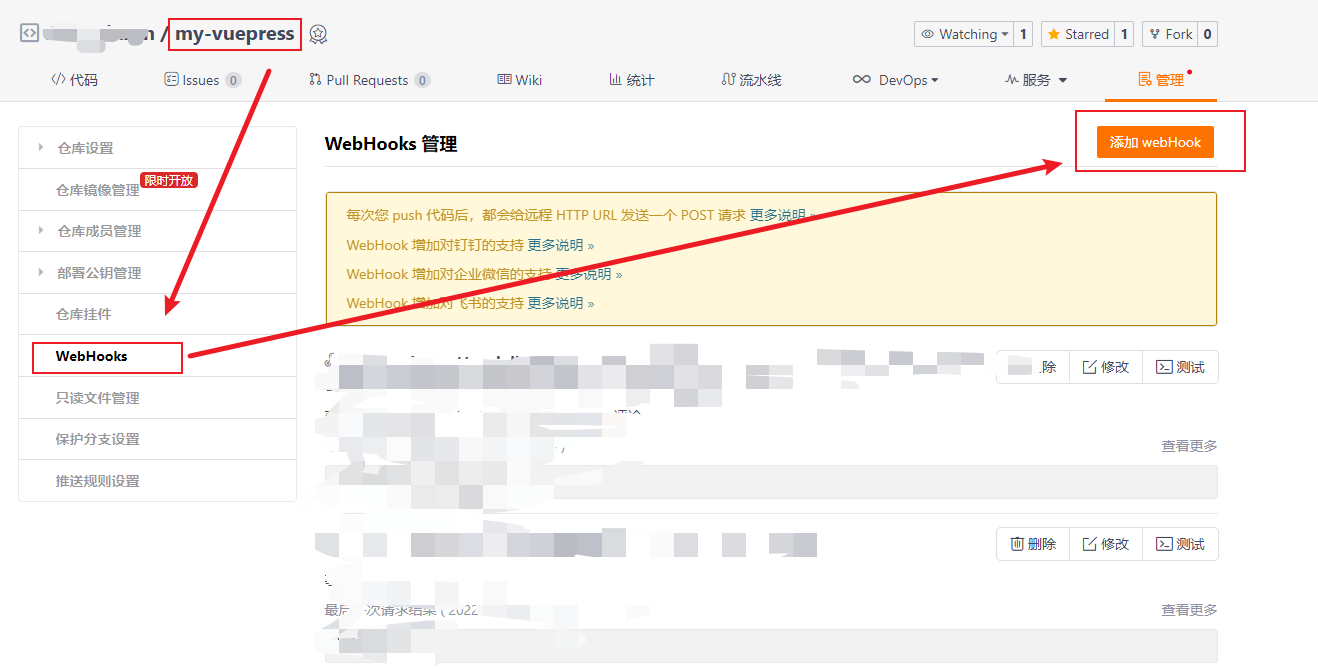 / my-vuepress
Watching 1 Starred 1 Fork 0
代码 Issues 0 Pull Requests 0 Wiki 统计 流水线 DevOps 服务 管理
仓库设置
仓库镜像管理 限时开放
仓库成员管理
部署公钥管理
仓库挂件
WebHooks
只读文件管理
保护分支设置
推送规则设置
WebHooks 管理
添加 webHook
每次您 push 代码后，都会给远程 HTTP URL 发送一个 POST 请求 更多说明 »
WebHook 增加对钉钉的支持 更多说明 »
WebHook 增加对企业微信的支持 更多说明 »
WebHook 增加对飞书的支持 更多说明 »
除 修改 测试
查看更多
删除 修改 测试
最后一次请求结果 ( 2022
查看更多